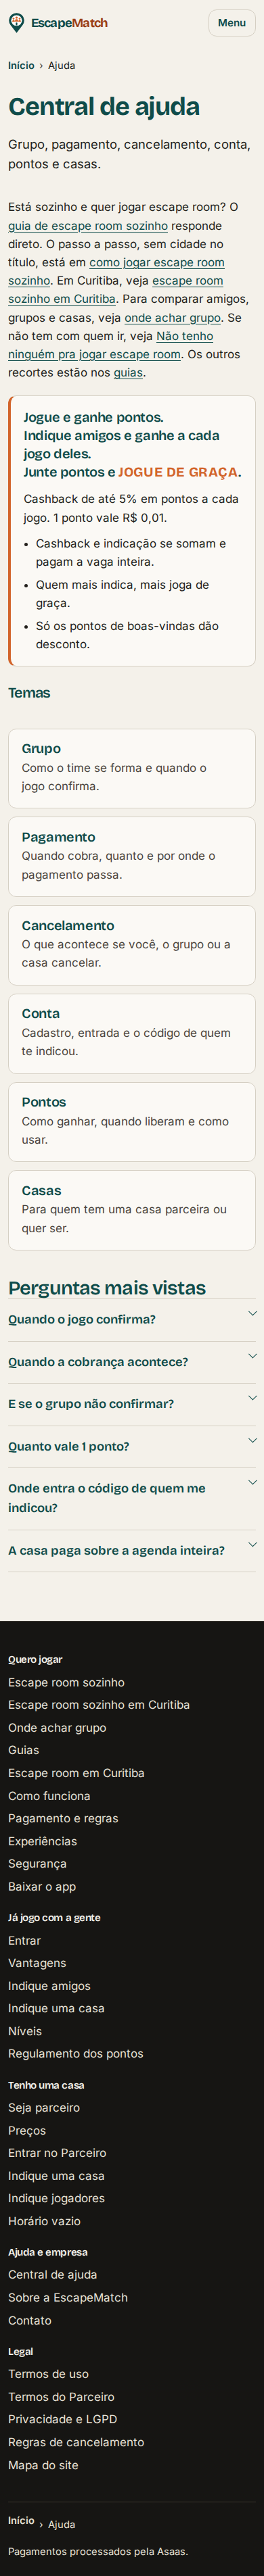 EscapeMatch
Menu
Início › Ajuda
Central de ajuda
Grupo, pagamento, cancelamento, conta,
pontos e casas.
Está sozinho e quer jogar escape room? O
guia de escape room sozinho responde
direto. O passo a passo, sem cidade no
título, está em como jogar escape room
sozinho. Em Curitiba, veja escape room
sozinho em Curitiba. Para comparar amigos,
grupos e casas, veja onde achar grupo. Se
não tem com quem ir, veja Não tenho
ninguém pra jogar escape room. Os outros
recortes estão nos guias.
Jogue e ganhe pontos.
Indique amigos e ganhe a cada
jogo deles.
Junte pontos e JOGUE DE GRAÇA.
Cashback de até 5% em pontos a cada
jogo. 1 ponto vale R$ 0,01.
• Cashback e indicação se somam e
pagam a vaga inteira.
• Quem mais indica, mais joga de
graça.
• Só os pontos de boas-vindas dão
desconto.
Temas
Grupo
Como o time se forma e quando o
jogo confirma.
Pagamento
Quando cobra, quanto e por onde o
pagamento passa.
Cancelamento
O que acontece se você, o grupo ou a
casa cancelar.
Conta
Cadastro, entrada e o código de quem
te indicou.
Pontos
Como ganhar, quando liberam e como
usar.
Casas
Para quem tem uma casa parceira ou
quer ser.
Perguntas mais vistas
Quando o jogo confirma?
Quando a cobrança acontece?
E se o grupo não confirmar?
Quanto vale 1 ponto?
Onde entra o código de quem me
indicou?
A casa paga sobre a agenda inteira?
Quero jogar
Escape room sozinho
Escape room sozinho em Curitiba
Onde achar grupo
Guias
Escape room em Curitiba
Como funciona
Pagamento e regras
Experiências
Segurança
Baixar o app
Já jogo com a gente
Entrar
Vantagens
Indique amigos
Indique uma casa
Níveis
Regulamento dos pontos
Tenho uma casa
Seja parceiro
Preços
Entrar no Parceiro
Indique uma casa
Indique jogadores
Horário vazio
Ajuda e empresa
Central de ajuda
Sobre a EscapeMatch
Contato
Legal
Termos de uso
Termos do Parceiro
Privacidade e LGPD
Regras de cancelamento
Mapa do site
Início › Ajuda
Pagamentos processados pela Asaas.